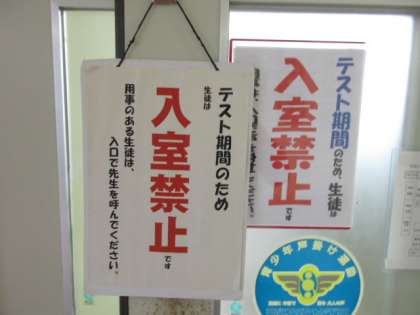 テスト期間のため
生徒は
入室禁止です
用事のある生徒は、
入口で先生を呼んでください。
テスト期間のため、生徒は
入室禁止です
青少年声掛け運動